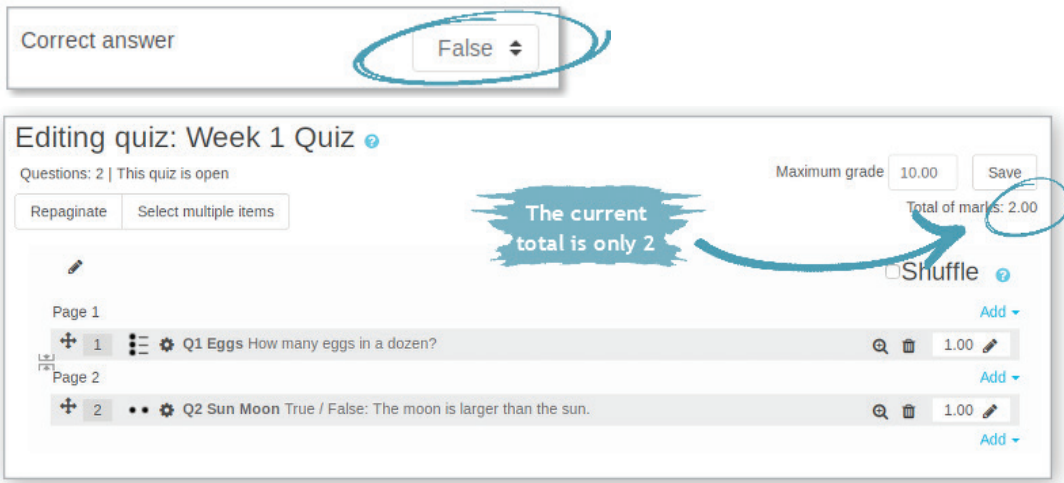 Correct answer
False
Editing quiz: Week 1 Quiz
Questions: 2 | This quiz is open
Maximum grade 10.00 Save
Repaginate Select multiple items
Total of marks: 2.00
The current
total is only 2
Shuffle
Page 1
Add
1 Q1 Eggs How many eggs in a dozen? 1.00
Page 2
Add
2 Q2 Sun Moon True / False: The moon is larger than the sun. 1.00
Add